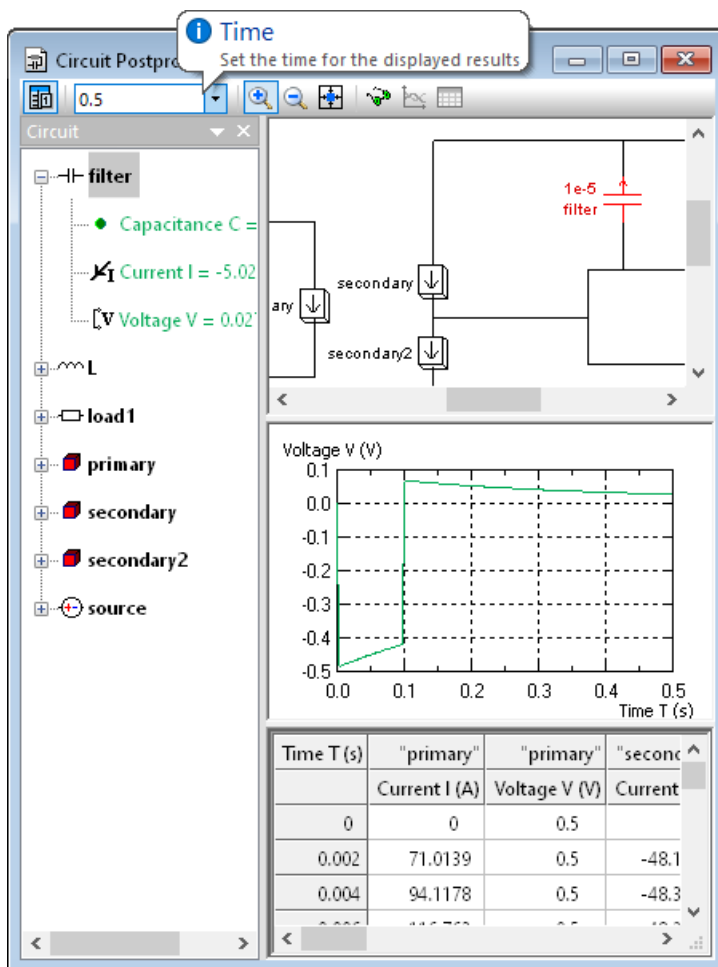 Time
Set the time for the displayed results
Circuit Postpro
0.5
Circuit
filter
Capacitance C =
Current I = -5.02
Voltage V = 0.02
L
load1
primary
secondary
secondary2
source
1e-5
filter
secondary
ary
secondary2
Voltage V (V)
0.1
0.0
-0.1
-0.2
-0.3
-0.4
-0.5
0.0 0.1 0.2 0.3 0.4 0.5
Time T (s)
Time T (s) "primary" "primary" "second
Current I (A) Voltage V (V) Current
0 0 0.5
0.002 71.0139 0.5 -48.1
0.004 94.1178 0.5 -48.3